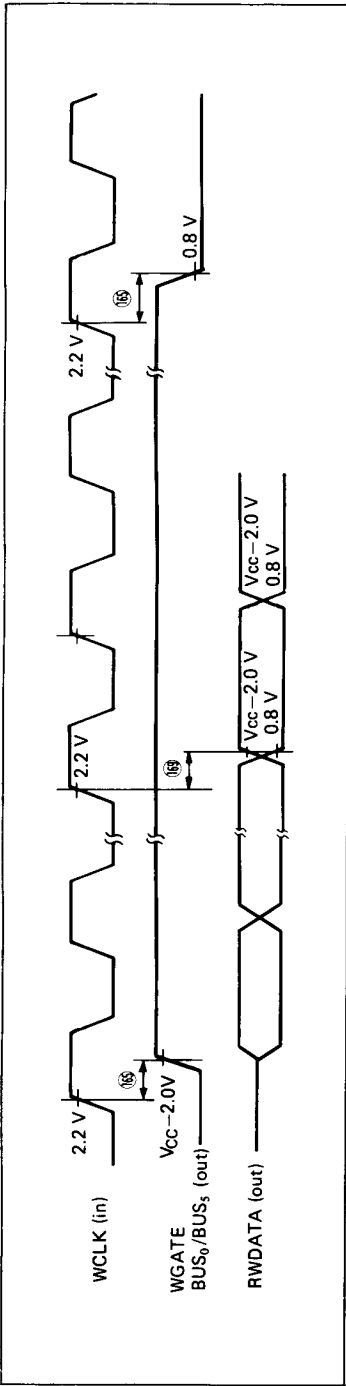 WCLK (in)
2.2 V
2.2 V
2.2 V
165
165
WGATE
BUS₀/BUS₅ (out)
Vcc−2.0V
0.8 V
169
RWDATA (out)
Vcc−2.0 V
0.8 V
Vcc−2.0 V
0.8 V